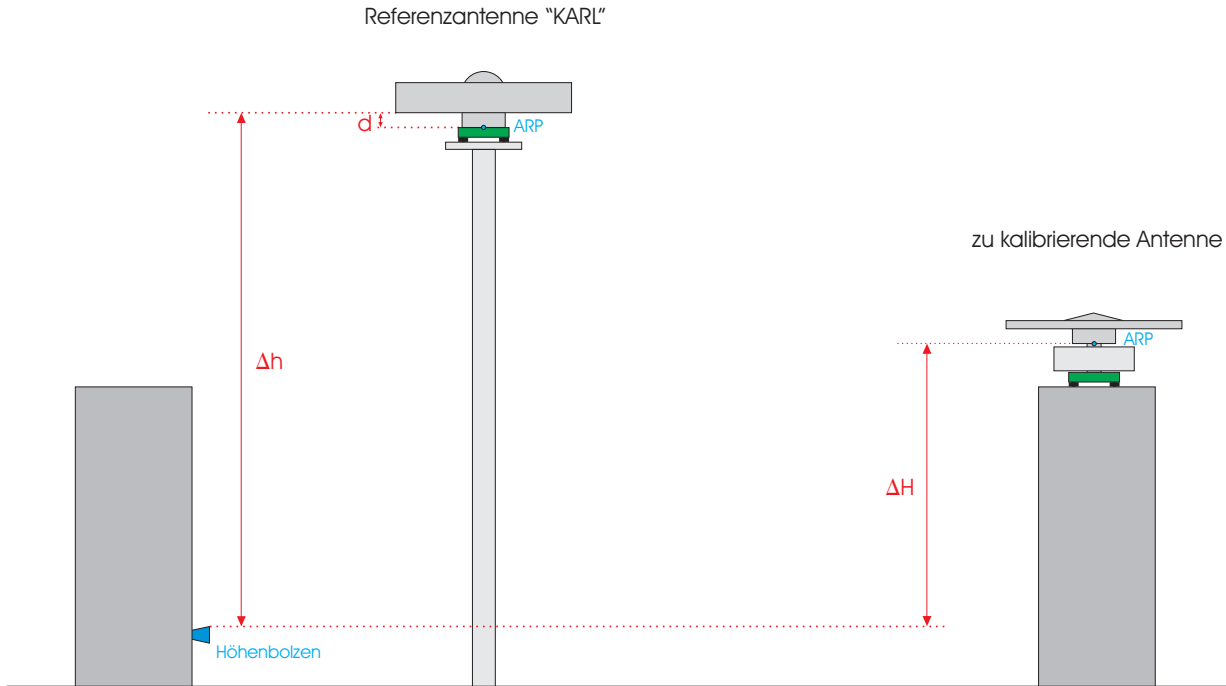 Referenzantenne "KARL"
d
ARP
zu kalibrierende Antenne
ARP
Δh
ΔH
Höhenbolzen